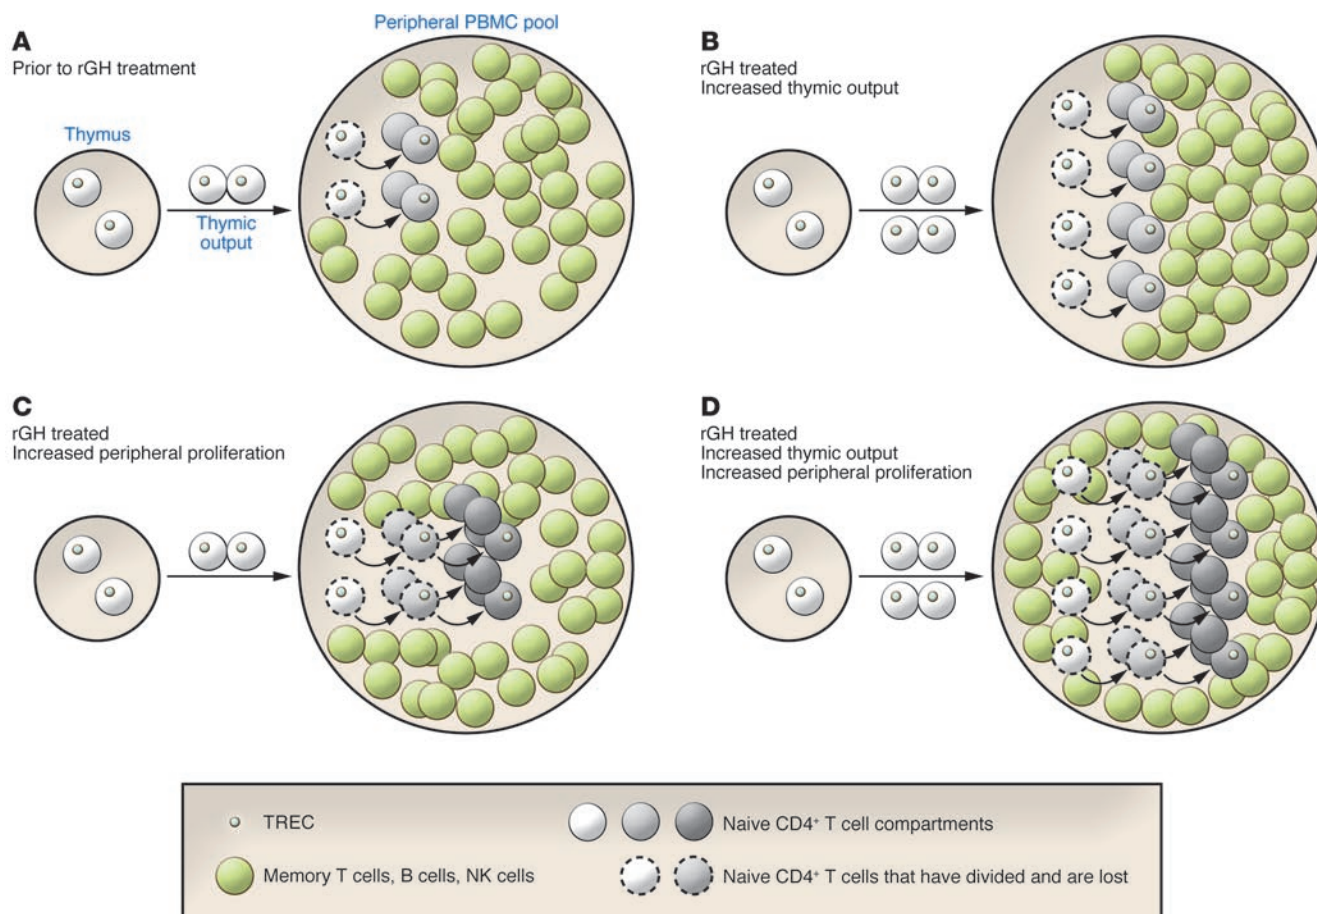 A
Prior to rGH treatment
Peripheral PBMC pool
Thymus
Thymic
output
B
rGH treated
Increased thymic output
C
rGH treated
Increased peripheral proliferation
D
rGH treated
Increased thymic output
Increased peripheral proliferation
TREC
Naive CD4⁺ T cell compartments
Memory T cells, B cells, NK cells
Naive CD4⁺ T cells that have divided and are lost